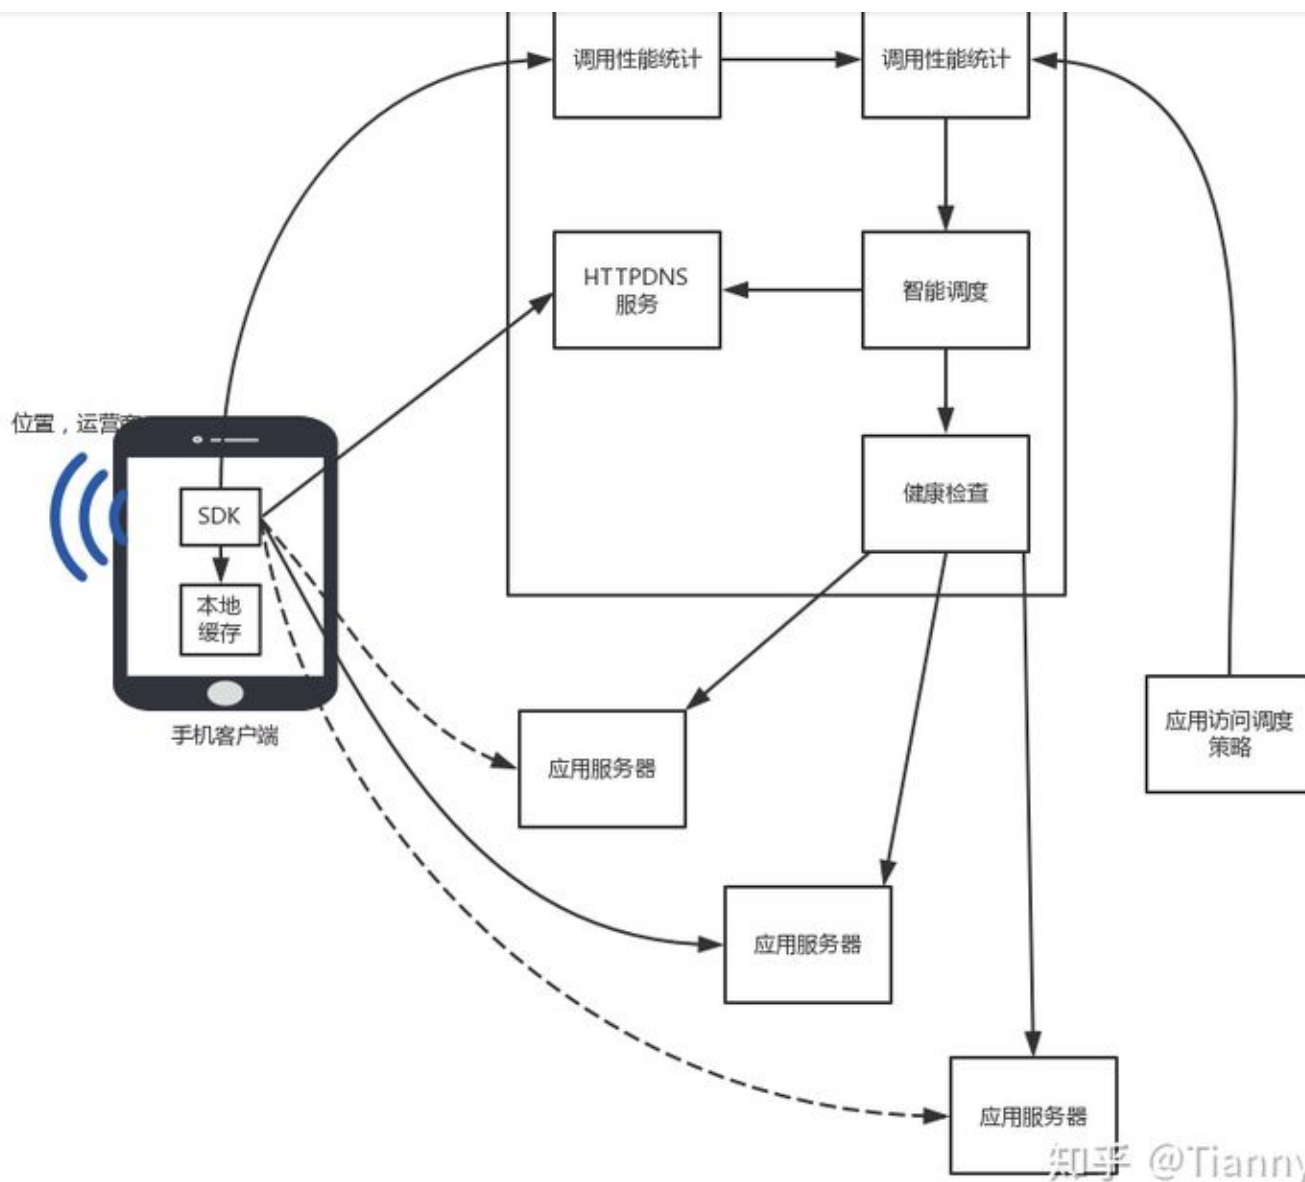 调用性能统计
调用性能统计
HTTPDNS
服务
智能调度
位置，运营商
健康检查
SDK
本地
缓存
手机客户端
应用访问调度
策略
应用服务器
应用服务器
应用服务器
知乎 @Tianny